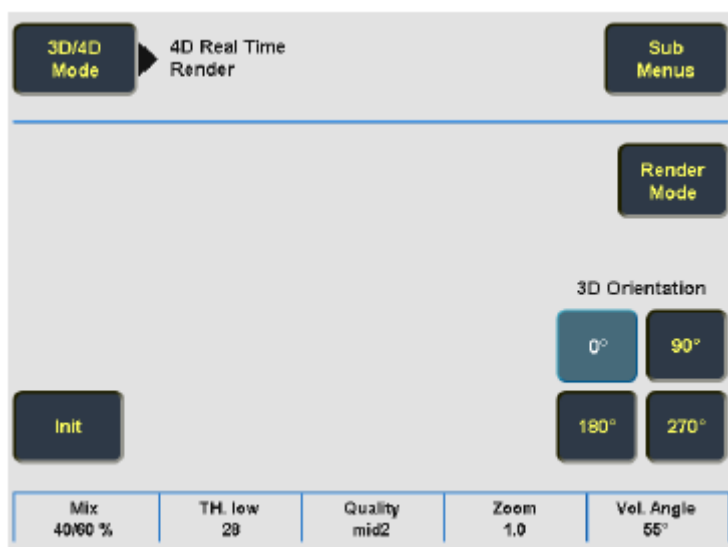 3D/4D
Mode
4D Real Time
Render
Sub
Menus
Render
Mode
3D Orientation
0°
90°
Init
180°
270°
Mix
40/60 %
TH. low
28
Quality
mid2
Zoom
1.0
Vol. Angle
55°